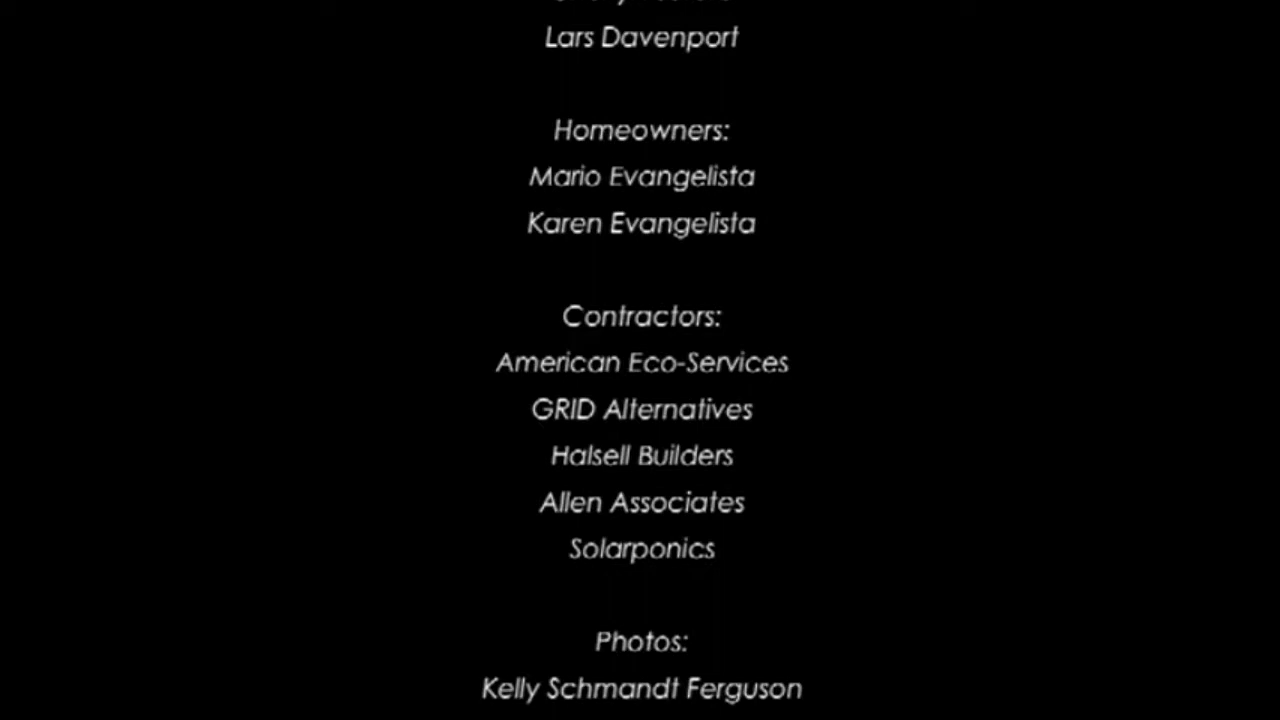 Lars Davenport
Homeowners:
Mario Evangelista
Karen Evangelista
Contractors:
American Eco-Services
GRID Alternatives
Halsell Builders
Allen Associates
Solarponics
Photos:
Kelly Schmandt Ferguson